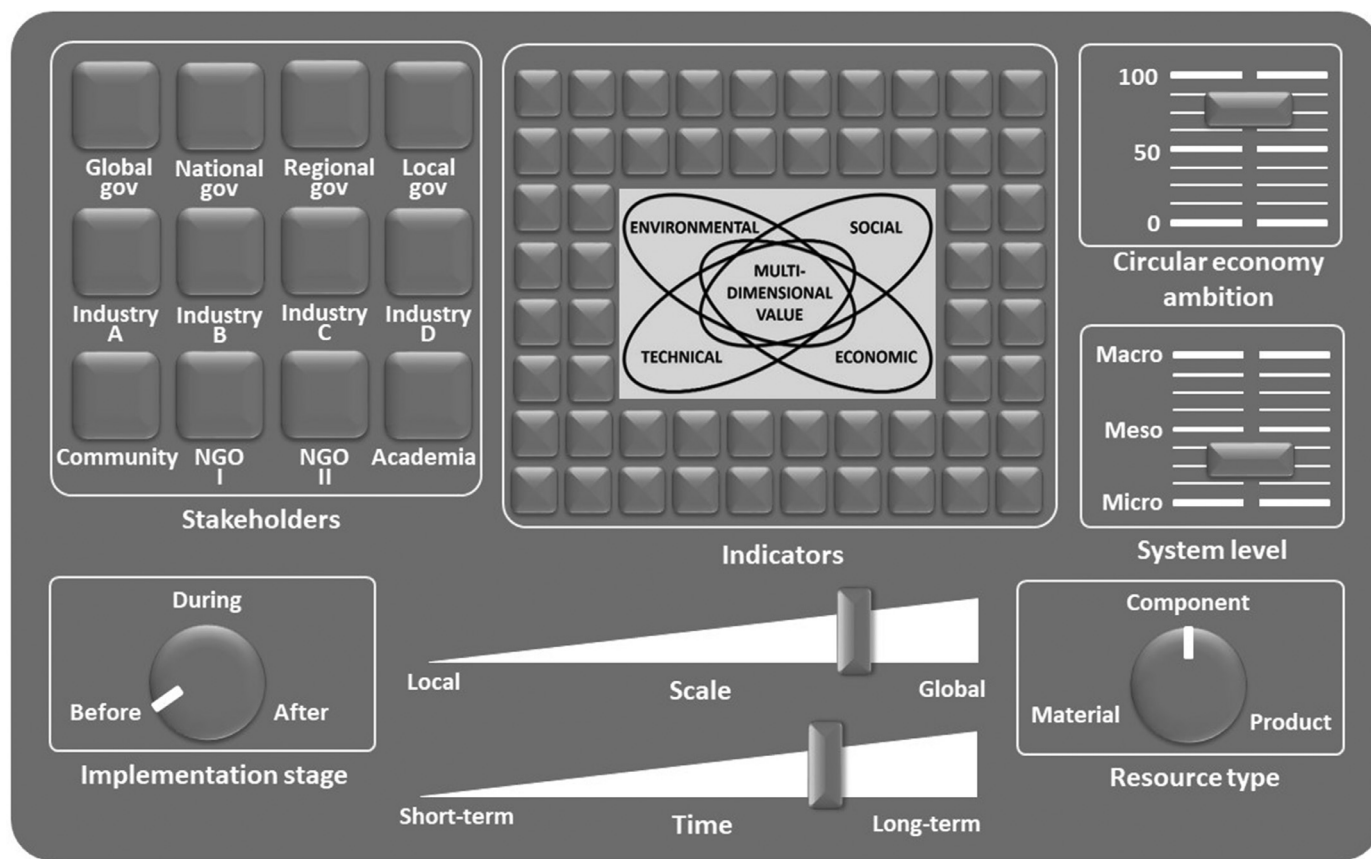 Global
gov
National
gov
Regional
gov
Local
gov
Industry
A
Industry
B
Industry
C
Industry
D
Community
NGO
I
NGO
II
Academia
Stakeholders
ENVIRONMENTAL
SOCIAL
MULTI-
DIMENSIONAL
VALUE
TECHNICAL
ECONOMIC
Indicators
100
50
0
Circular economy
ambition
Macro
Meso
Micro
System level
During
Before
After
Implementation stage
Local
Scale
Global
Short-term
Time
Long-term
Component
Material
Product
Resource type